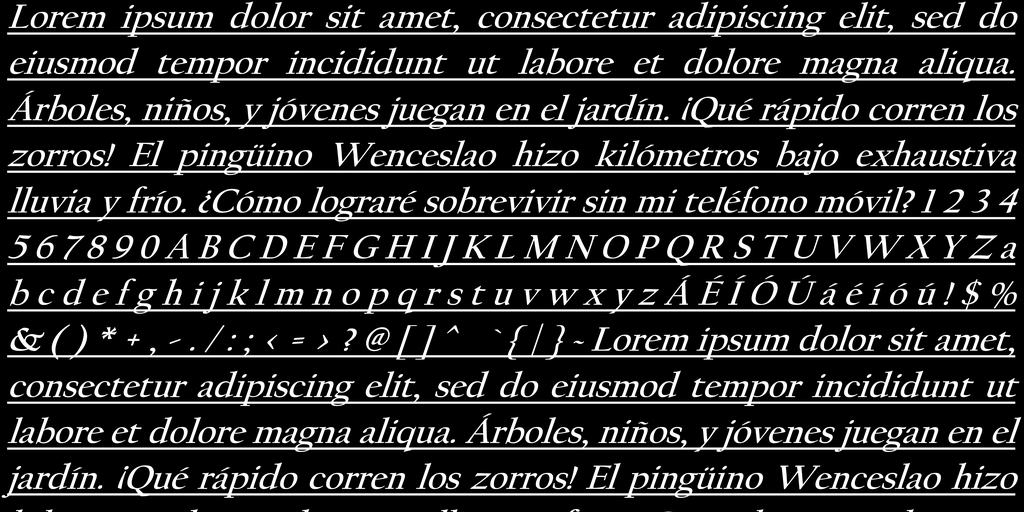 Lorem ipsum dolor sit amet, consectetur adipiscing elit, sed do
eiusmod tempor incididunt ut labore et dolore magna aliqua.
Árboles, niños, y jóvenes juegan en el jardín. ¡Qué rápido corren los
zorros! El pingüino Wenceslao hizo kilómetros bajo exhaustiva
lluvia y frío. ¿Cómo lograré sobrevivir sin mi teléfono móvil? 1 2 3 4
5 6 7 8 9 0 A B C D E F G H I J K L M N O P Q R S T U V W X Y Z a
b c d e f g h i j k l m n o p q r s t u v w x y z Á É Í Ó Ú á é í ó ú ! $ %
& ( ) * + , - . / : ; < = > ? @ [ ] ^ ` { | } ~ Lorem ipsum dolor sit amet,
consectetur adipiscing elit, sed do eiusmod tempor incididunt ut
labore et dolore magna aliqua. Árboles, niños, y jóvenes juegan en el
jardín. ¡Qué rápido corren los zorros! El pingüino Wenceslao hizo